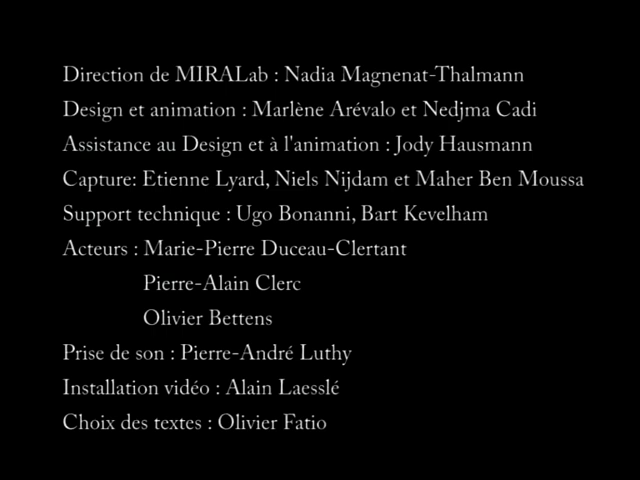 Direction de MIRALab : Nadia Magnenat-Thalmann
Design et animation : Marlène Arévalo et Nedjma Cadi
Assistance au Design et à l'animation : Jody Hausmann
Capture: Etienne Lyard, Niels Nijdam et Maher Ben Moussa
Support technique : Ugo Bonanni, Bart Kevelham
Acteurs : Marie-Pierre Duceau-Clertant
Pierre-Alain Clerc
Olivier Bettens
Prise de son : Pierre-André Luthy
Installation vidéo : Alain Laesslé
Choix des textes : Olivier Fatio